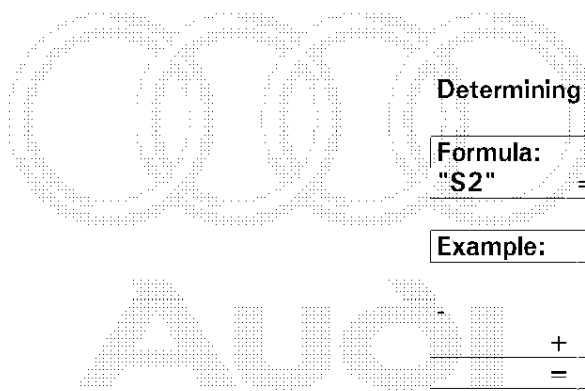 Determining
Formula:
"S2" =
Example:
-
+
=
AUDI